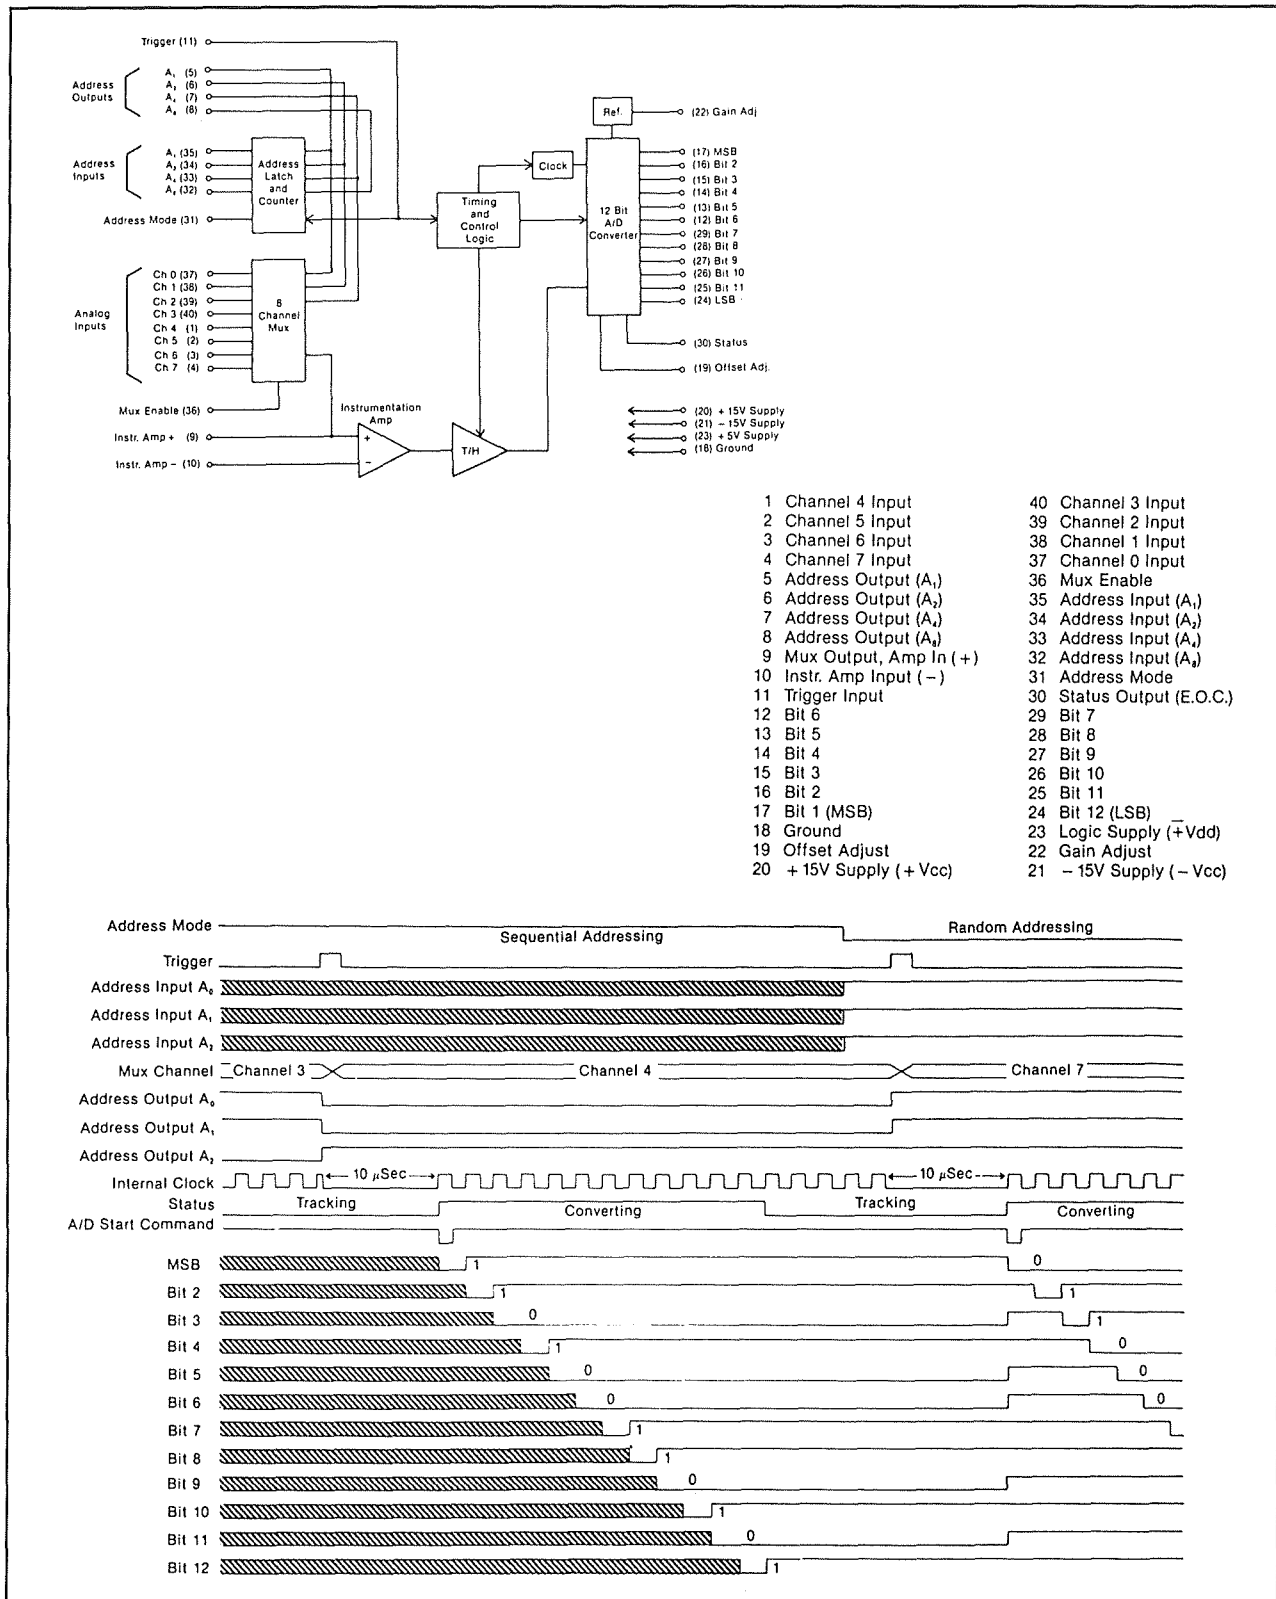 Trigger (11)
Address Outputs
A₁ (5)
A₂ (6)
A₄ (7)
A₈ (8)
Address Inputs
A₁ (35)
A₂ (34)
A₄ (33)
A₈ (32)
Address Mode (31)
Address Latch and Counter
Analog Inputs
Ch 0 (37)
Ch 1 (38)
Ch 2 (39)
Ch 3 (40)
Ch 4 (1)
Ch 5 (2)
Ch 6 (3)
Ch 7 (4)
8 Channel Mux
Mux Enable (36)
Instr. Amp + (9)
Instr. Amp − (10)
Instrumentation Amp
+
−
T/H
Timing and Control Logic
Clock
Ref.
12 Bit A/D Converter
(22) Gain Adj
(17) MSB
(16) Bit 2
(15) Bit 3
(14) Bit 4
(13) Bit 5
(12) Bit 6
(29) Bit 7
(28) Bit 8
(27) Bit 9
(26) Bit 10
(25) Bit 11
(24) LSB
(30) Status
(19) Offset Adj.
(20) + 15V Supply
(21) − 15V Supply
(23) + 5V Supply
(18) Ground
1 Channel 4 Input
2 Channel 5 Input
3 Channel 6 Input
4 Channel 7 Input
5 Address Output (A₁)
6 Address Output (A₂)
7 Address Output (A₄)
8 Address Output (A₈)
9 Mux Output, Amp In (+)
10 Instr. Amp Input (−)
11 Trigger Input
12 Bit 6
13 Bit 5
14 Bit 4
15 Bit 3
16 Bit 2
17 Bit 1 (MSB)
18 Ground
19 Offset Adjust
20 + 15V Supply (+ Vcc)
40 Channel 3 Input
39 Channel 2 Input
38 Channel 1 Input
37 Channel 0 Input
36 Mux Enable
35 Address Input (A₁)
34 Address Input (A₂)
33 Address Input (A₄)
32 Address Input (A₈)
31 Address Mode
30 Status Output (E.O.C.)
29 Bit 7
28 Bit 8
27 Bit 9
26 Bit 10
25 Bit 11
24 Bit 12 (LSB)
23 Logic Supply (+Vdd)
22 Gain Adjust
21 − 15V Supply (− Vcc)
Address Mode
Sequential Addressing
Random Addressing
Trigger
Address Input A₀
Address Input A₁
Address Input A₂
Mux Channel Channel 3 Channel 4 Channel 7
Address Output A₀
Address Output A₁
Address Output A₂
Internal Clock 10 μSec 10 μSec
Status Tracking Converting Tracking Converting
A/D Start Command
MSB 1 0
Bit 2 1 1
Bit 3 0 1
Bit 4 1 0
Bit 5 0 0
Bit 6 0 0
Bit 7 1
Bit 8 1
Bit 9 0
Bit 10 1
Bit 11 0
Bit 12 1